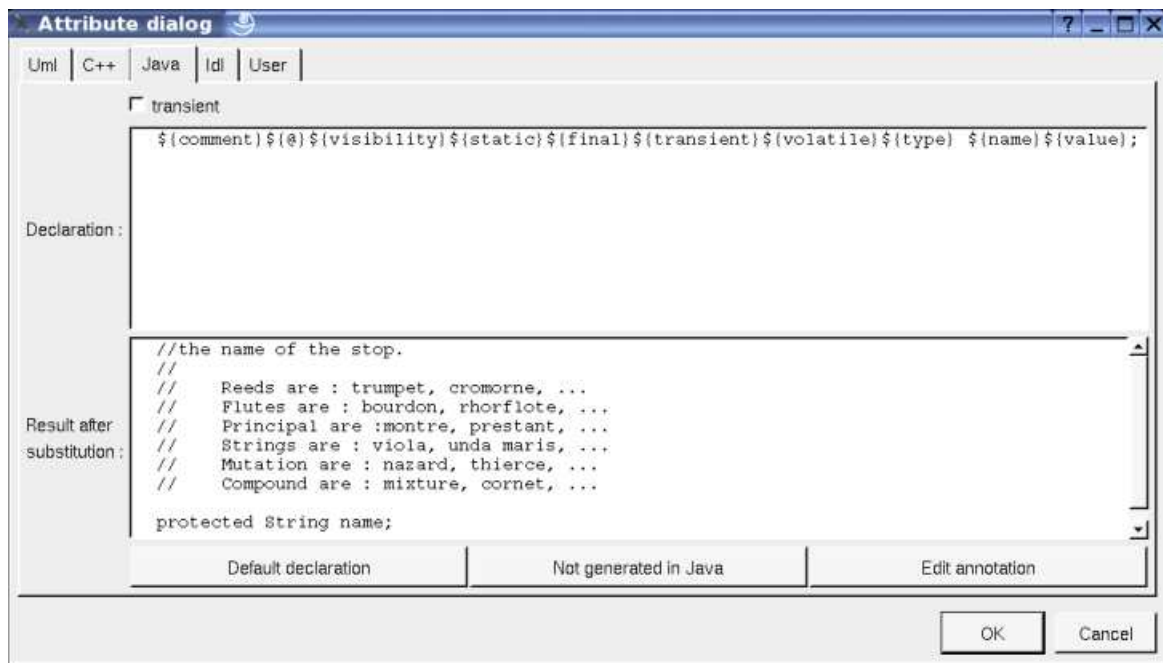 Attribute dialog
Uml C++ Java Idl User
transient
Declaration :
${comment}${@}${visibility}${static}${final}${transient}${volatile}${type} ${name}${value};
Result after
substitution :
//the name of the stop.
//
// Reeds are : trumpet, cromorne, ...
// Flutes are : bourdon, rhorflote, ...
// Principal are :montre, prestant, ...
// Strings are : viola, unda maris, ...
// Mutation are : nazard, thierce, ...
// Compound are : mixture, cornet, ...
protected String name;
Default declaration Not generated in Java Edit annotation
OK Cancel